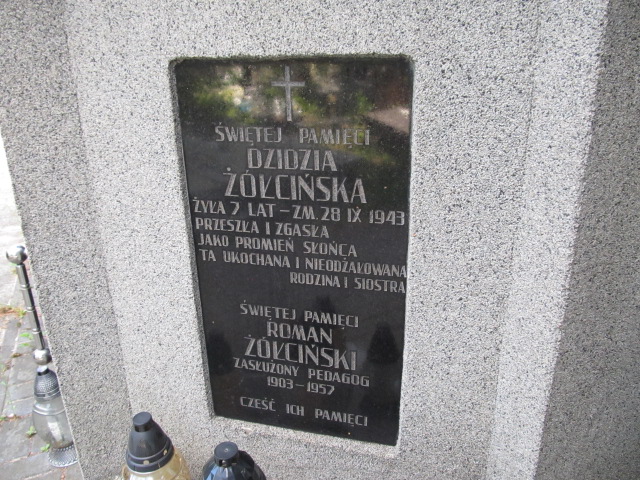 ŚWIĘTEJ PAMIĘCI
DZIDZIA
ŻÓŁCIŃSKA
ŻYŁA 7 LAT – ZM. 28 IX 1943
PRZESZŁA I ZGASŁA
JAKO PROMIEŃ SŁOŃCA
TA UKOCHANA I NIEODŻAŁOWANA
RODZINA I SIOSTRA
ŚWIĘTEJ PAMIĘCI
ROMAN
ŻÓŁCIŃSKI
ZASŁUŻONY PEDAGOG
1903 – 1957
CZEŚĆ ICH PAMIĘCI